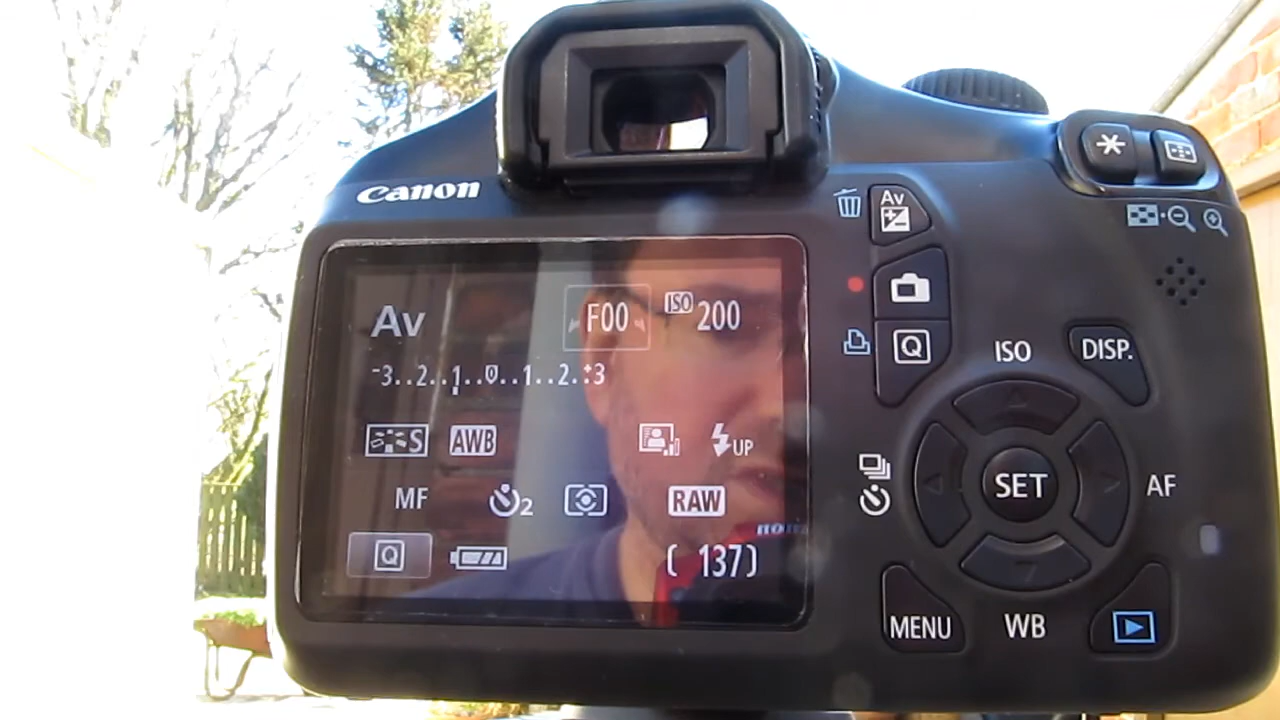 Canon
Av
Av F00 ISO 200
-3..2..1..0..1..2.:+3
S AWB UP
MF 2 RAW
Q ( 137)
Q
ISO DISP.
SET AF
MENU WB